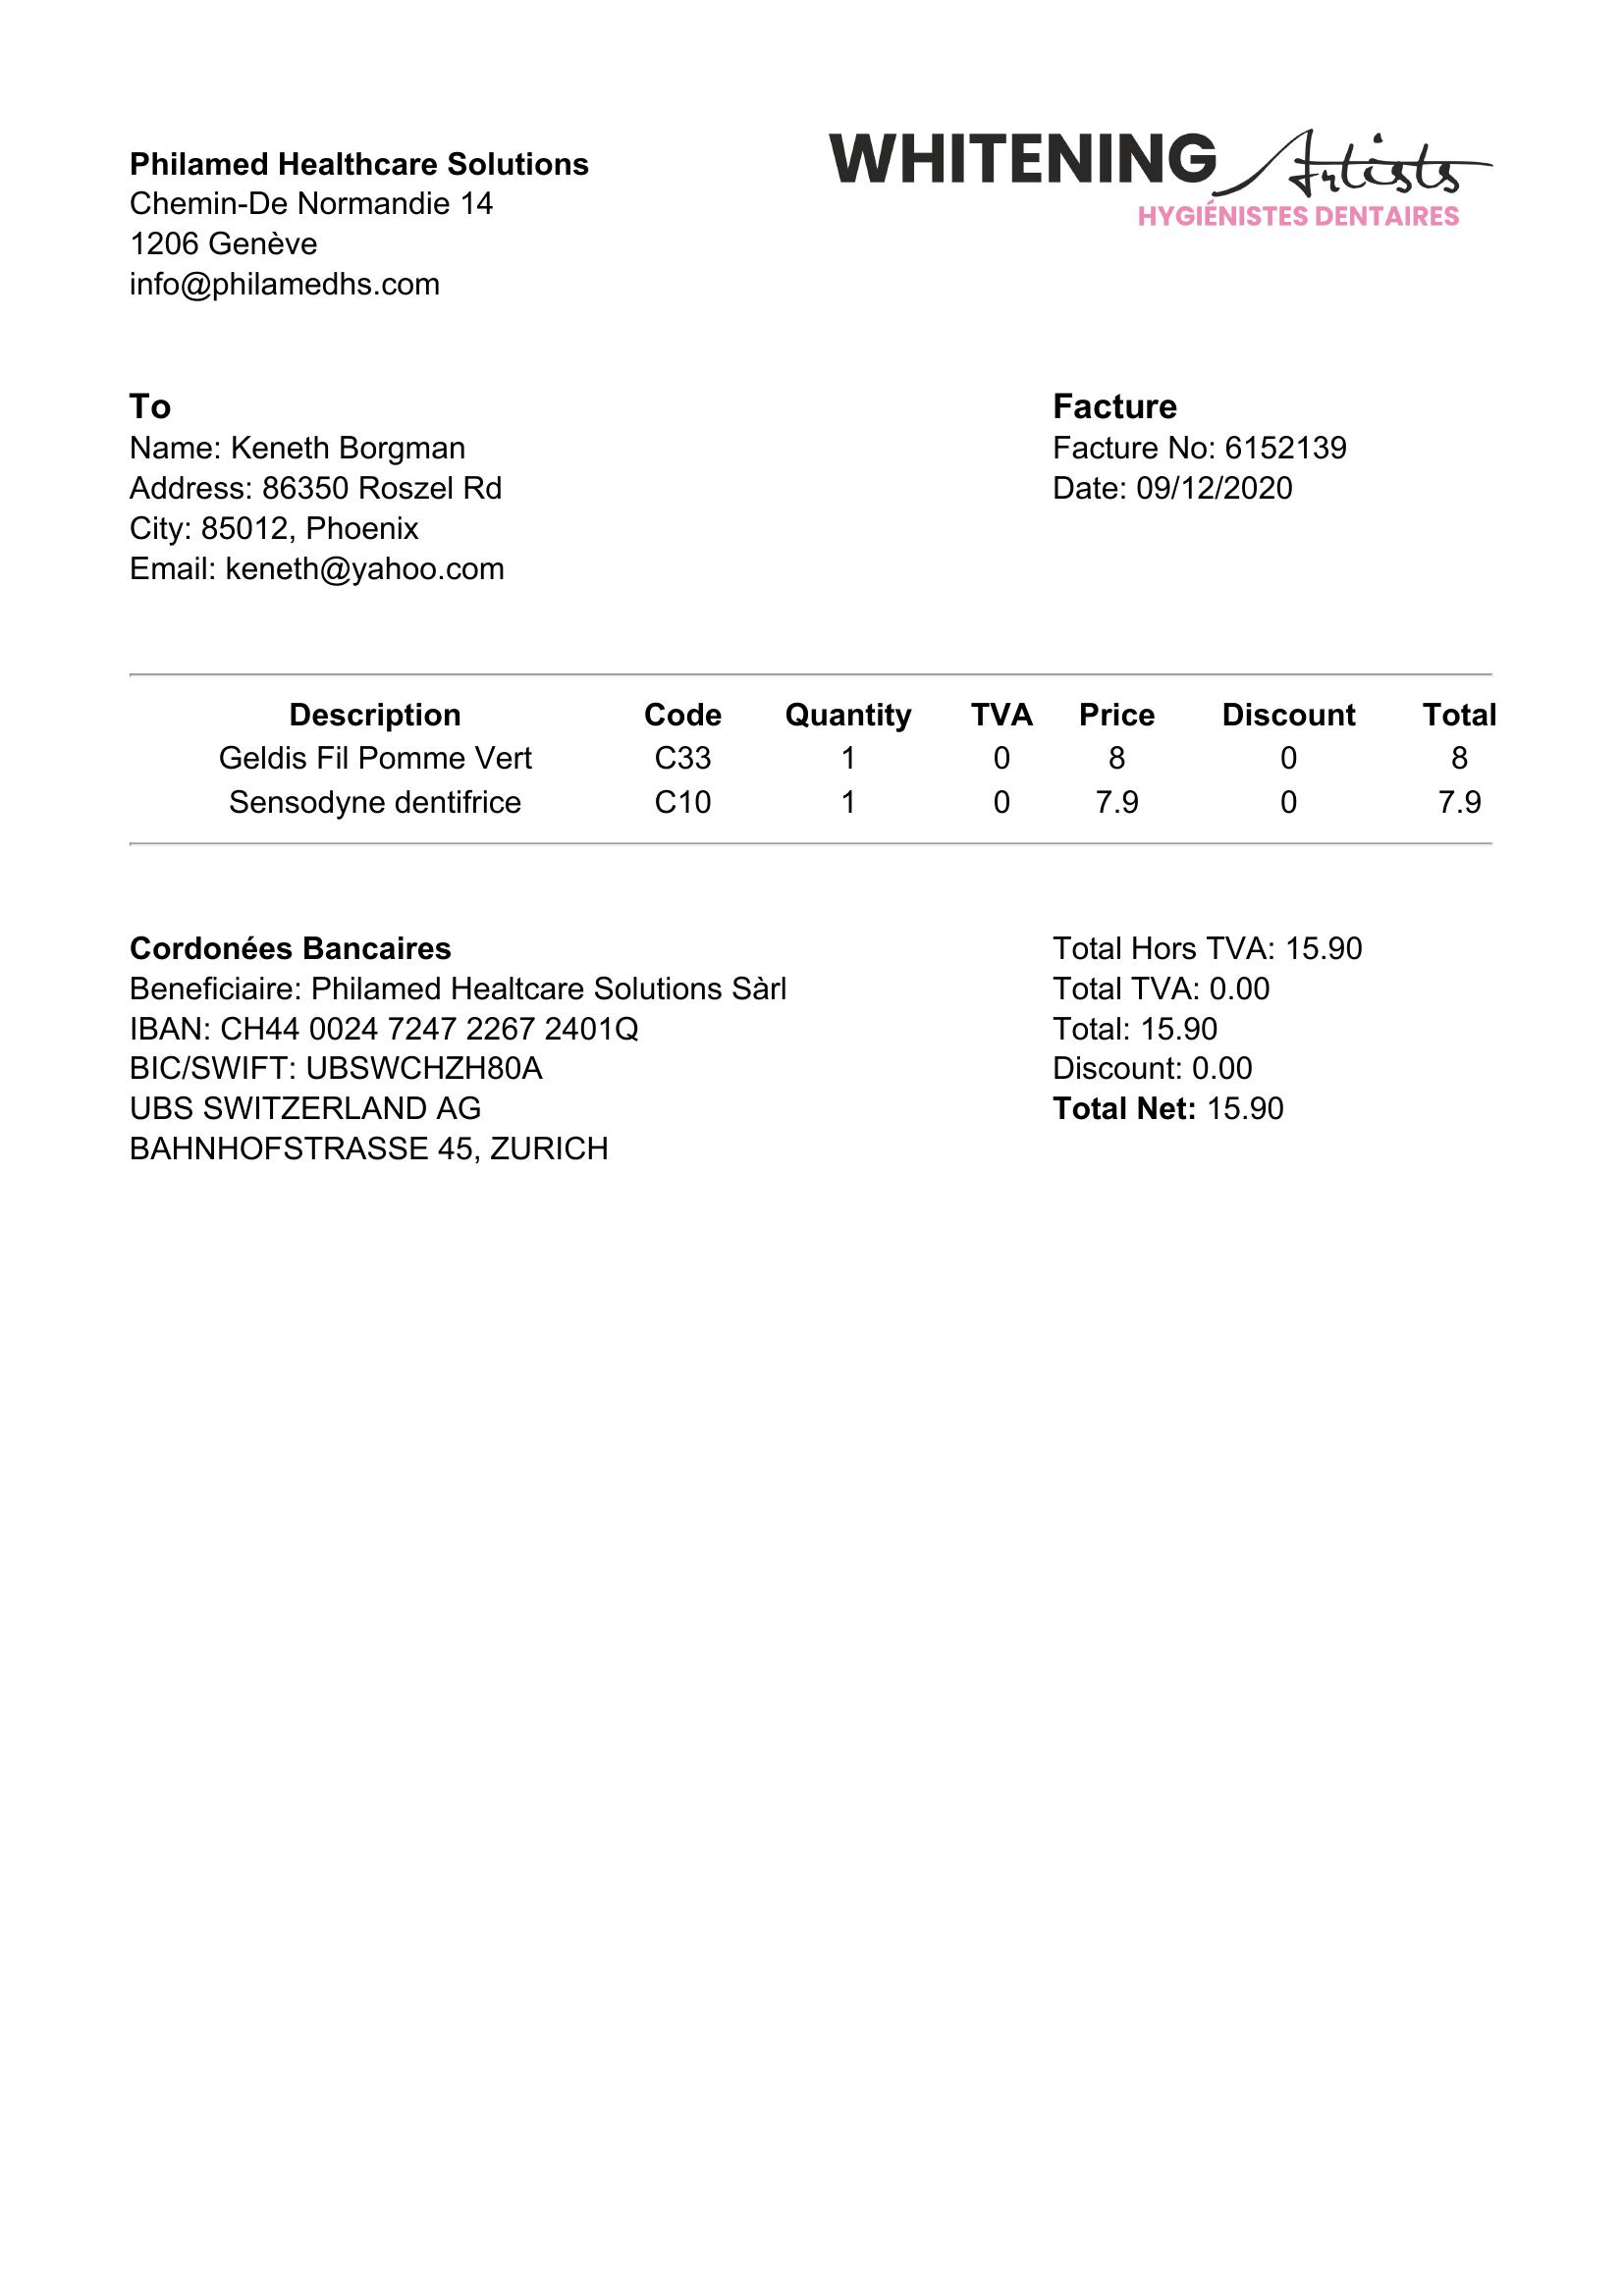 Philamed Healthcare Solutions
Chemin-De Normandie 14
1206 Genève
info@philamedhs.com
WHITENING Artists
HYGIÉNISTES DENTAIRES
To
Name: Keneth Borgman
Address: 86350 Roszel Rd
City: 85012, Phoenix
Email: keneth@yahoo.com
Facture
Facture No: 6152139
Date: 09/12/2020
Description Code Quantity TVA Price Discount Total
Geldis Fil Pomme Vert C33 1 0 8 0 8
Sensodyne dentifrice C10 1 0 7.9 0 7.9
Cordonées Bancaires
Beneficiaire: Philamed Healtcare Solutions Sàrl
IBAN: CH44 0024 7247 2267 2401Q
BIC/SWIFT: UBSWCHZH80A
UBS SWITZERLAND AG
BAHNHOFSTRASSE 45, ZURICH
Total Hors TVA: 15.90
Total TVA: 0.00
Total: 15.90
Discount: 0.00
Total Net: 15.90